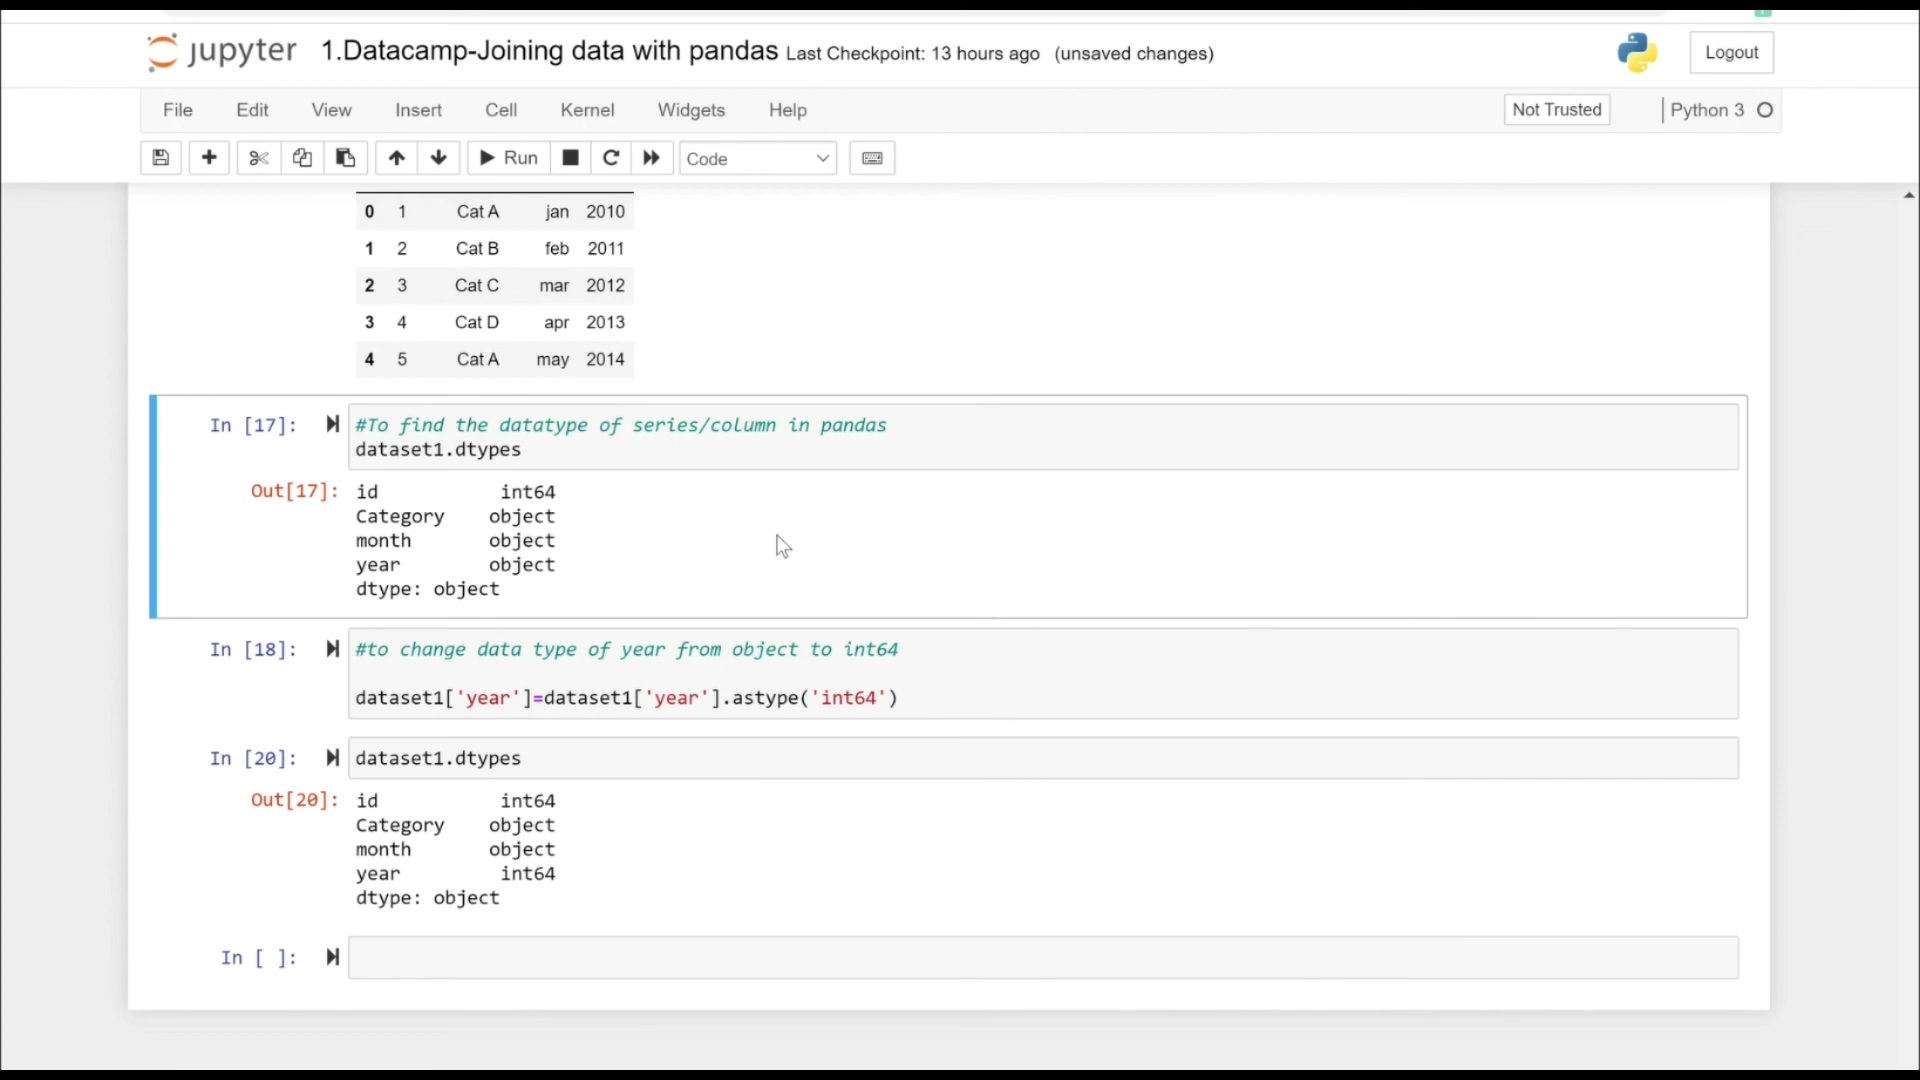 jupyter 1.Datacamp-Joining data with pandas Last Checkpoint: 13 hours ago (unsaved changes) Logout
File Edit View Insert Cell Kernel Widgets Help Not Trusted Python 3
Run Code
0 1 Cat A jan 2010
1 2 Cat B feb 2011
2 3 Cat C mar 2012
3 4 Cat D apr 2013
4 5 Cat A may 2014
In [17]: #To find the datatype of series/column in pandas
dataset1.dtypes
Out[17]: id int64
Category object
month object
year object
dtype: object
In [18]: #to change data type of year from object to int64
dataset1['year']=dataset1['year'].astype('int64')
In [20]: dataset1.dtypes
Out[20]: id int64
Category object
month object
year int64
dtype: object
In [ ]: